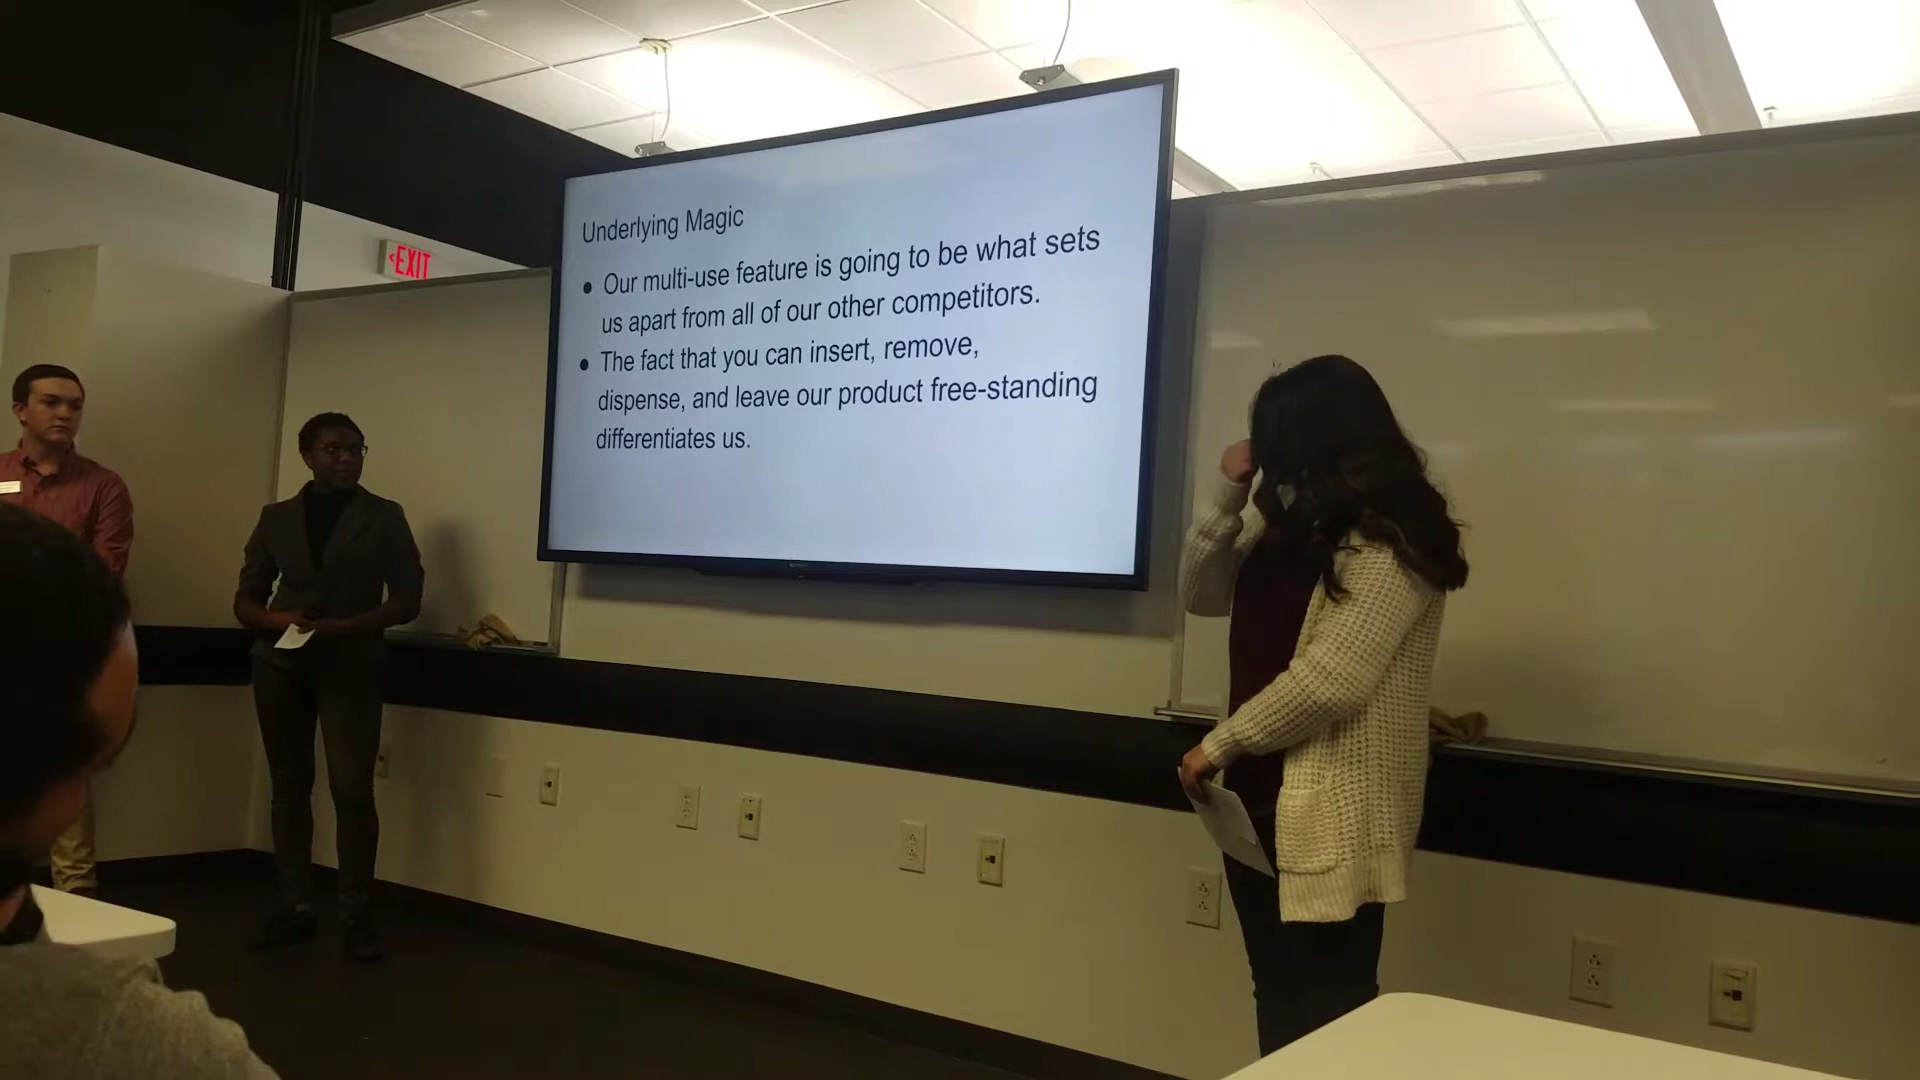 <EXIT
Underlying Magic
● Our multi-use feature is going to be what sets
us apart from all of our other competitors.
● The fact that you can insert, remove,
dispense, and leave our product free-standing
differentiates us.